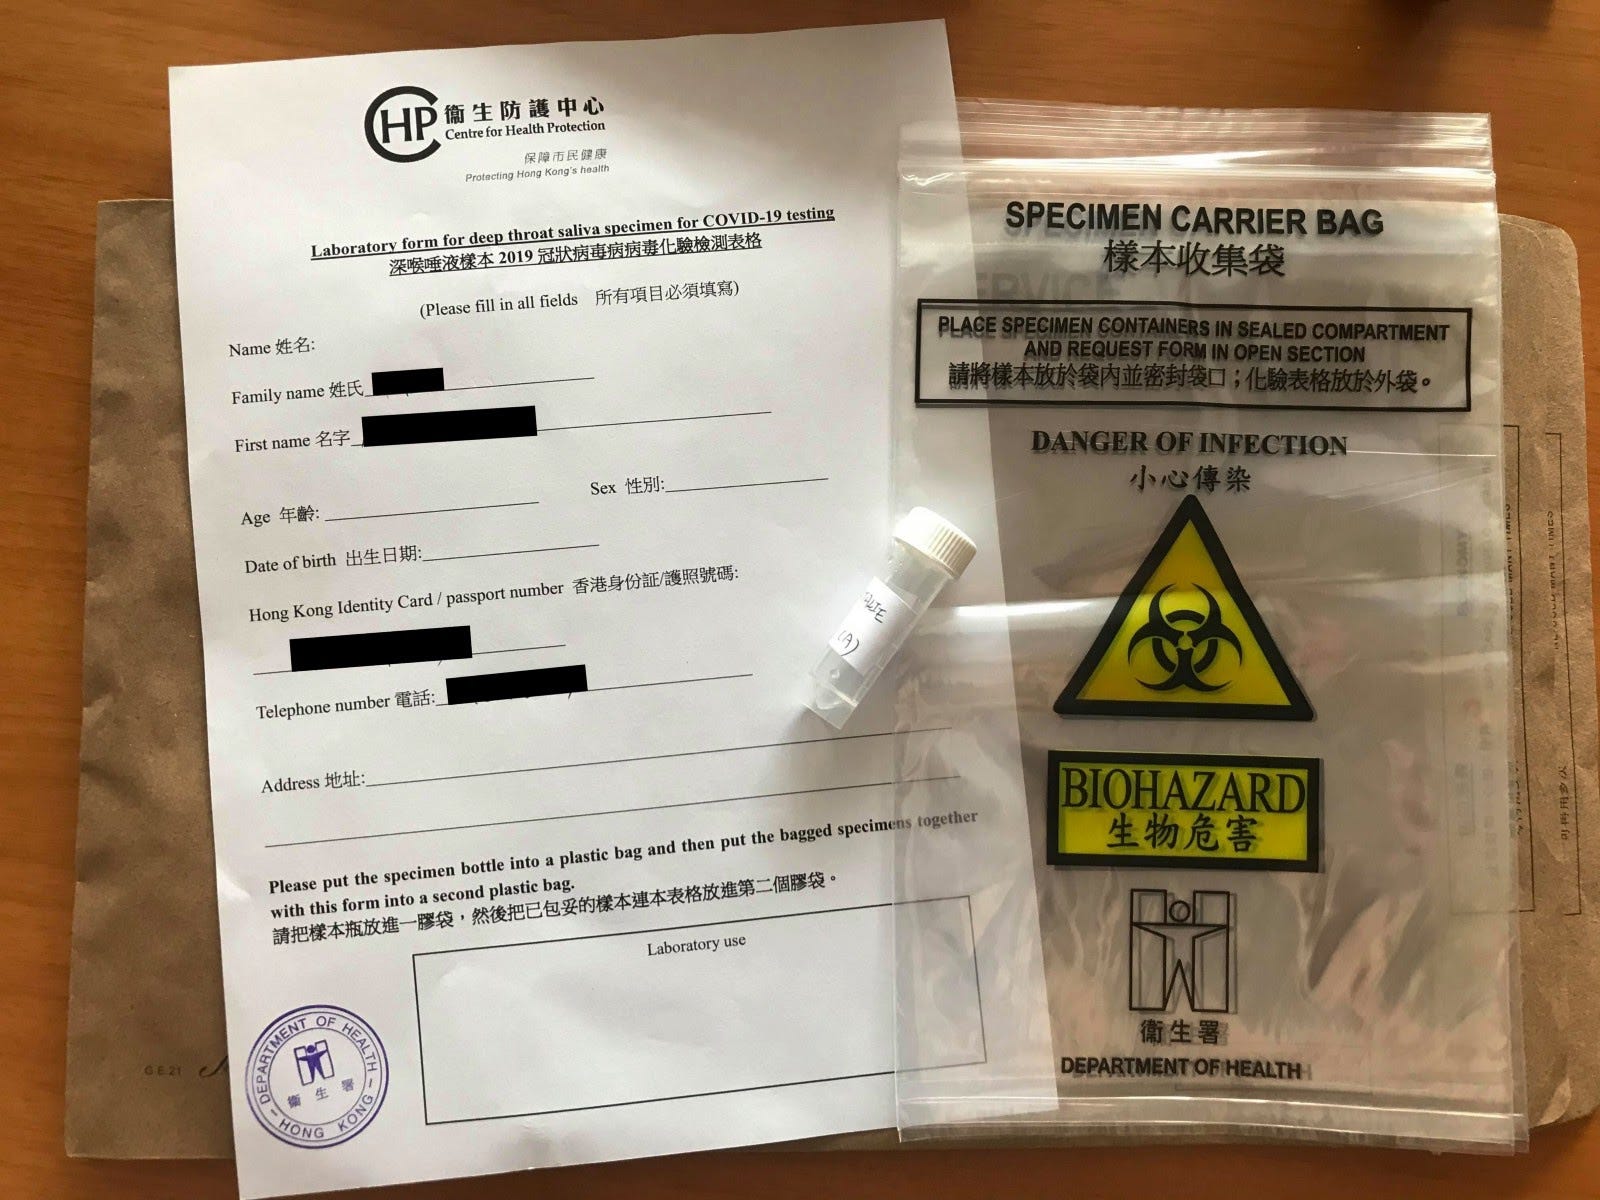 CHP 衞生防護中心
Centre for Health Protection
保障市民健康
Protecting Hong Kong's health
Laboratory form for deep throat saliva specimen for COVID-19 testing
深喉唾液樣本 2019 冠狀病毒病病毒化驗檢測表格
(Please fill in all fields 所有項目必須填寫)
Name 姓名:
Family name 姓氏
First name 名字
Age 年齡:
Sex 性別:
Date of birth 出生日期:
Hong Kong Identity Card / passport number 香港身份証/護照號碼:
Telephone number 電話:
Address 地址:
Please put the specimen bottle into a plastic bag and then put the bagged specimens together
with this form into a second plastic bag.
請把樣本瓶放進一膠袋，然後把已包妥的樣本連本表格放進第二個膠袋。
Laboratory use
DEPARTMENT OF HEALTH
衞生署
HONG KONG
G.F.21
(A)
SPECIMEN CARRIER BAG
樣本收集袋
SERVICE
PLACE SPECIMEN CONTAINERS IN SEALED COMPARTMENT
AND REQUEST FORM IN OPEN SECTION
請將樣本放於袋內並密封袋口；化驗表格放於外袋。
DANGER OF INFECTION
小心傳染
BIOHAZARD
生物危害
衞生署
DEPARTMENT OF HEALTH
可再用多次